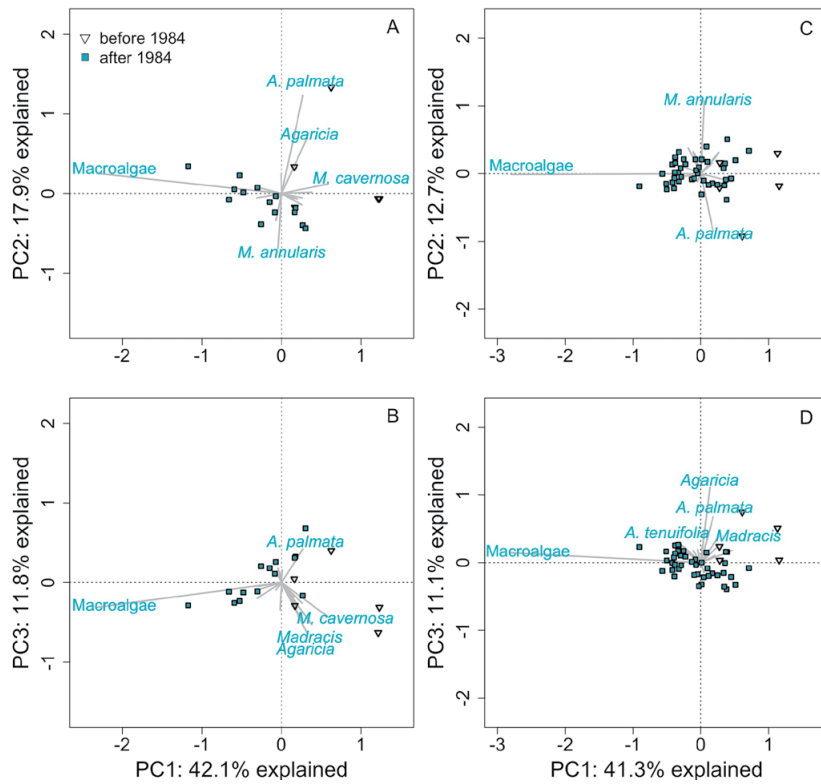 A
before 1984
after 1984
A. palmata
Agaricia
Macroalgae
M. cavernosa
M. annularis
PC2: 17.9% explained
2
1
0
-1
-2
-1
0
1
C
M. annularis
Macroalgae
A. palmata
PC2: 12.7% explained
2
1
0
-1
-2
-3
-2
-1
0
1
B
A. palmata
Macroalgae
M. cavernosa
Madracis
Agaricia
PC3: 11.8% explained
2
1
0
-1
-2
-1
0
1
PC1: 42.1% explained
D
Agaricia
A. palmata
A. tenuifolia
Madracis
Macroalgae
PC3: 11.1% explained
2
1
0
-1
-2
-3
-2
-1
0
1
PC1: 41.3% explained